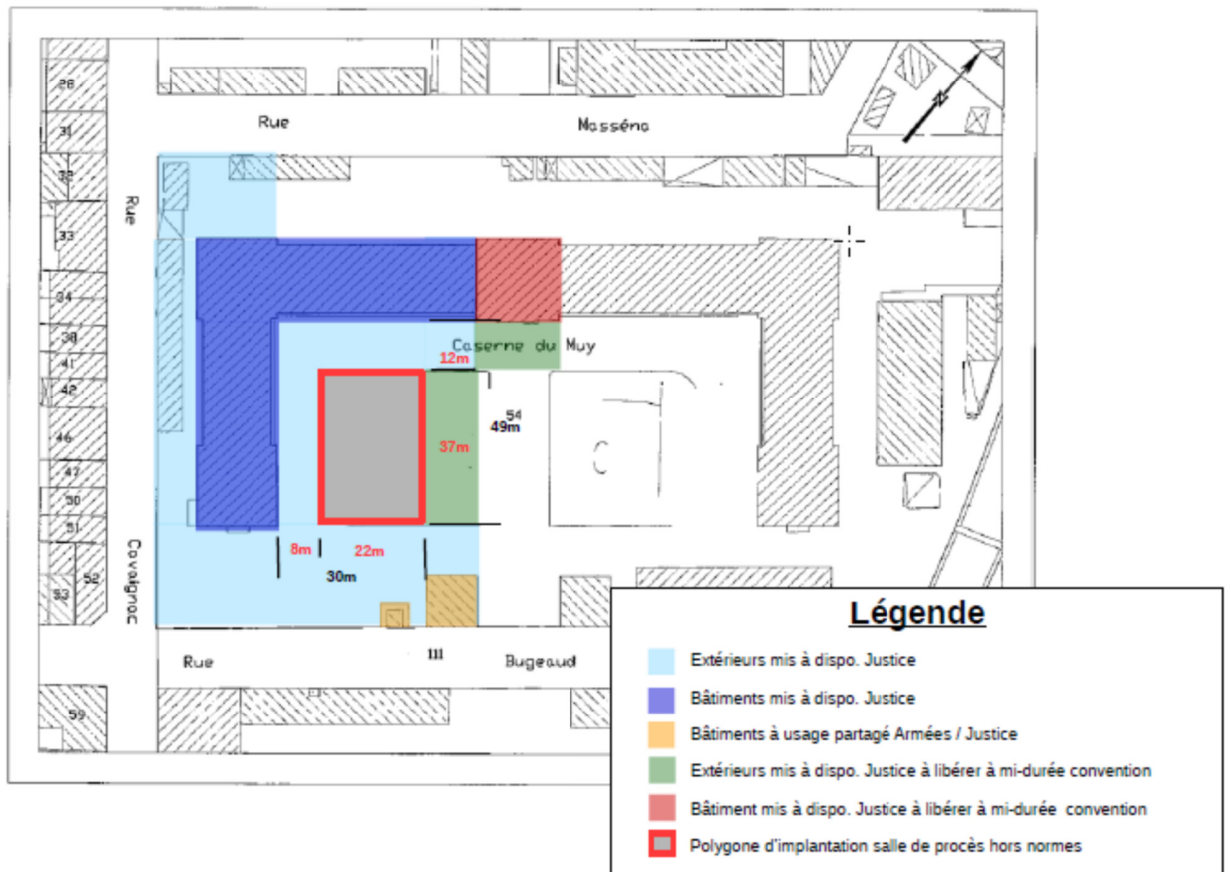 28
31
Rue
Masséna
N
32
Rue
33
34
38
41
42
46
47
50
51
52
53
59
Cavaignac
Caserne du Muy
12m
54
49m
37m
8m
22m
30m
111
Rue
Bugeaud
Légende
Extérieurs mis à dispo. Justice
Bâtiments mis à dispo. Justice
Bâtiments à usage partagé Armées / Justice
Extérieurs mis à dispo. Justice à libérer à mi-durée convention
Bâtiment mis à dispo. Justice à libérer à mi-durée convention
Polygone d'implantation salle de procès hors normes